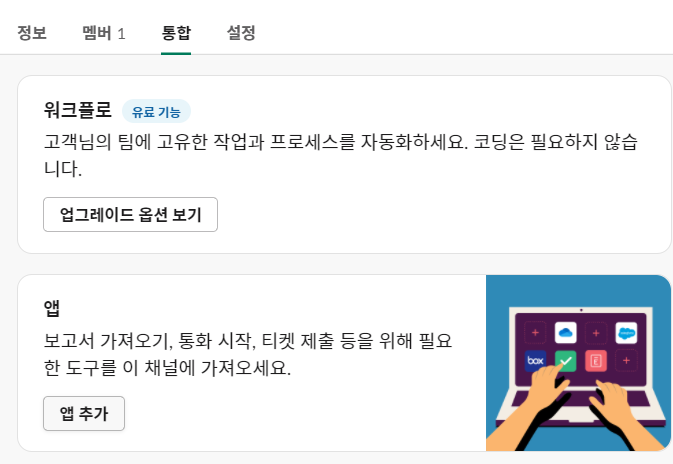 정보 멤버 1 통합 설정
워크플로 유료 기능
고객님의 팀에 고유한 작업과 프로세스를 자동화하세요. 코딩은 필요하지 않습
니다.
업그레이드 옵션 보기
앱
보고서 가져오기, 통화 시작, 티켓 제출 등을 위해 필요
한 도구를 이 채널에 가져오세요.
앱 추가
box